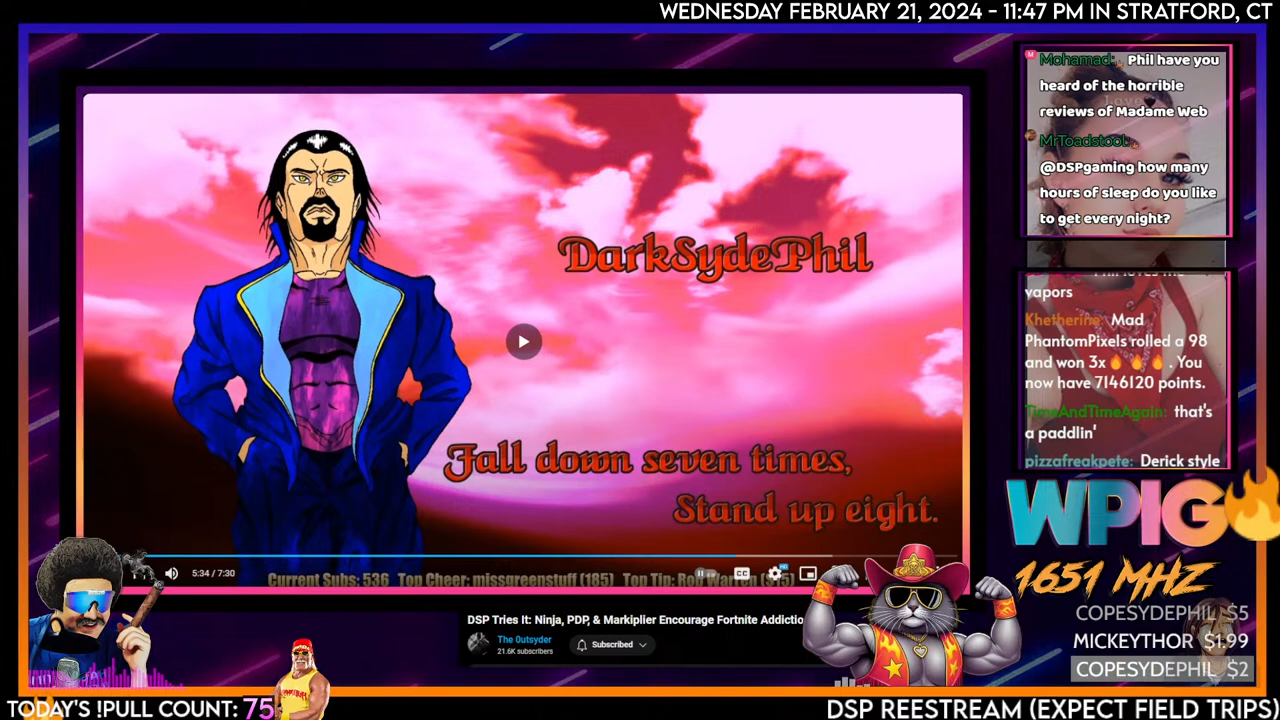 WEDNESDAY FEBRUARY 21, 2024 - 11:47 PM IN STRATFORD, CT
Mohamad: Phil have you
heard of the horrible
reviews of Madame Web
MrToadstool:
@DSPgaming how many
hours of sleep do you like
to get every night?
DarkSydePhil
Fall down seven times,
Stand up eight.
vapors
Khetherine: Mad
PhantomPixels rolled a 98
and won 3x 🔥🔥🔥. You
now have 7146120 points.
TimeAndTimeAgain: that's
a paddlin'
pizzafreakpete: Derick style
WPIG
1651 MHZ
5:34 / 7:30
CC
HD
Current Subs: 536 Top Cheer: missgreenstuff (185) Top Tip:
DSP Tries It: Ninja, PDP, & Markiplier Encourage Fortnite Addictio
The 0utsyder
21.6K subscribers
Subscribed
COPESYDEPHIL $5
MICKEYTHOR $1.99
COPESYDEPHIL $2
TODAY'S !PULL COUNT: 75
DSP REESTREAM (EXPECT FIELD TRIPS)